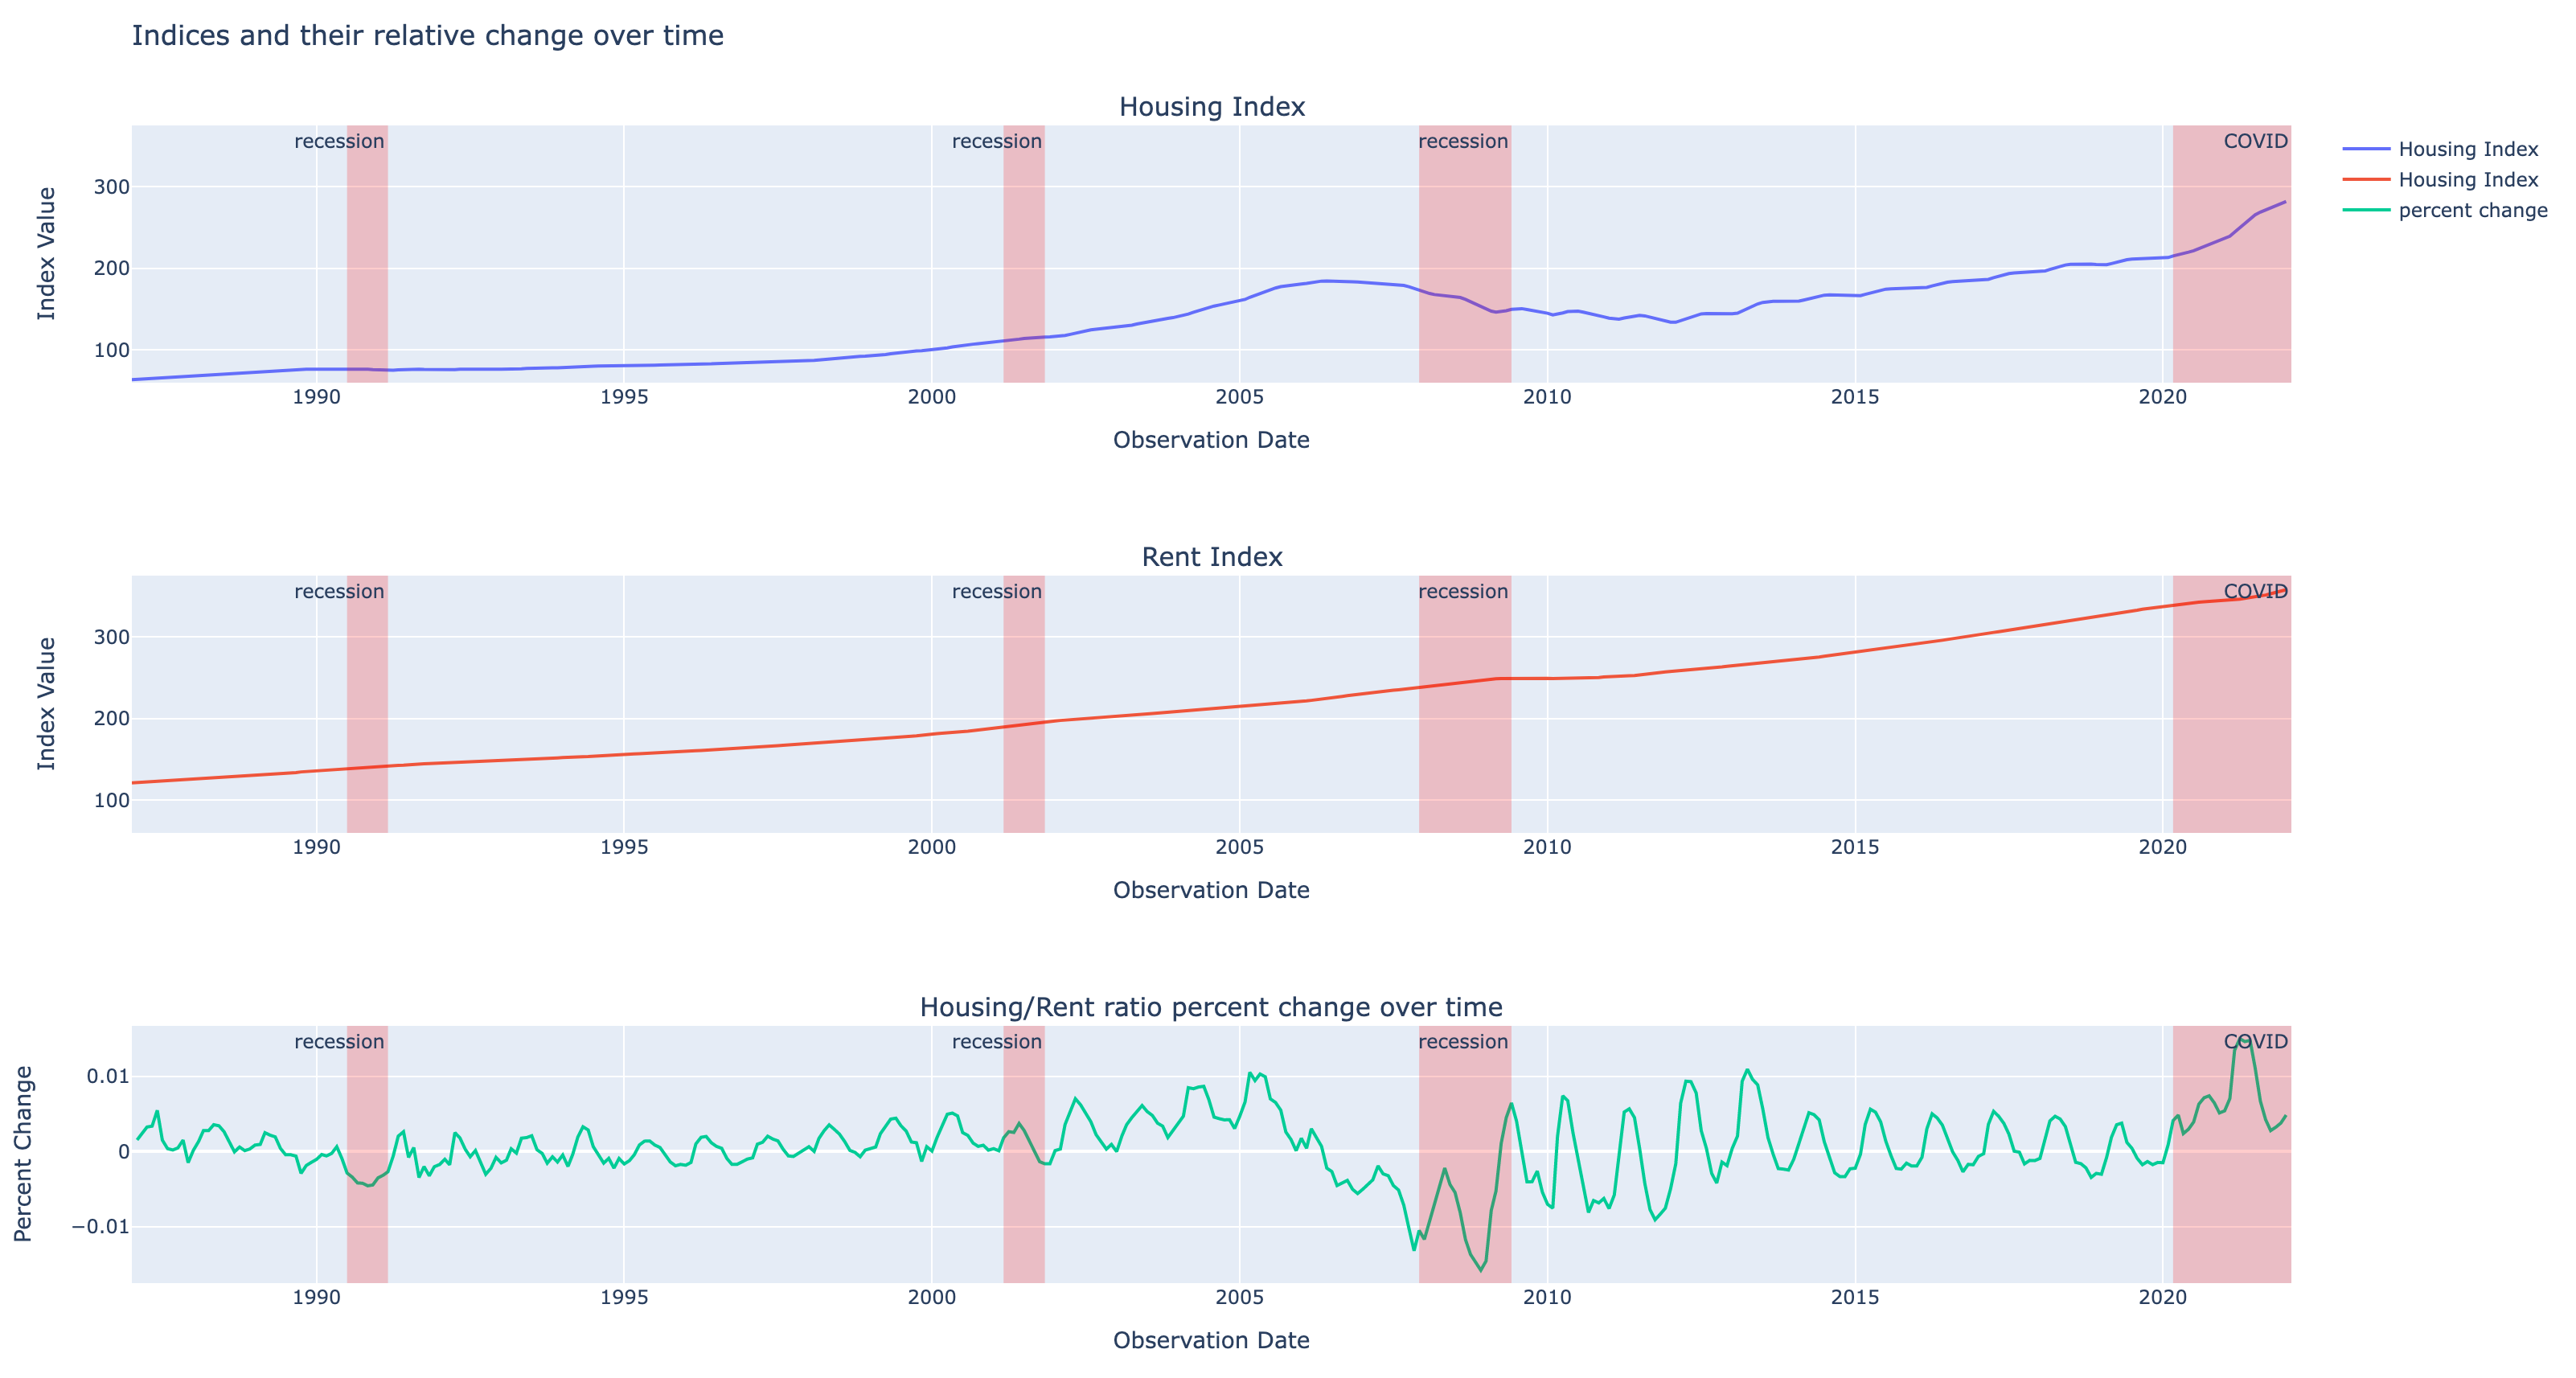 Indices and their relative change over time
Housing Index
recession
recession
recession
COVID
Housing Index
Housing Index
percent change
Index Value
300
200
100
1990
1995
2000
2005
2010
2015
2020
Observation Date
Rent Index
recession
recession
recession
COVID
Index Value
300
200
100
1990
1995
2000
2005
2010
2015
2020
Observation Date
Housing/Rent ratio percent change over time
recession
recession
recession
COVID
Percent Change
0.01
0
−0.01
1990
1995
2000
2005
2010
2015
2020
Observation Date